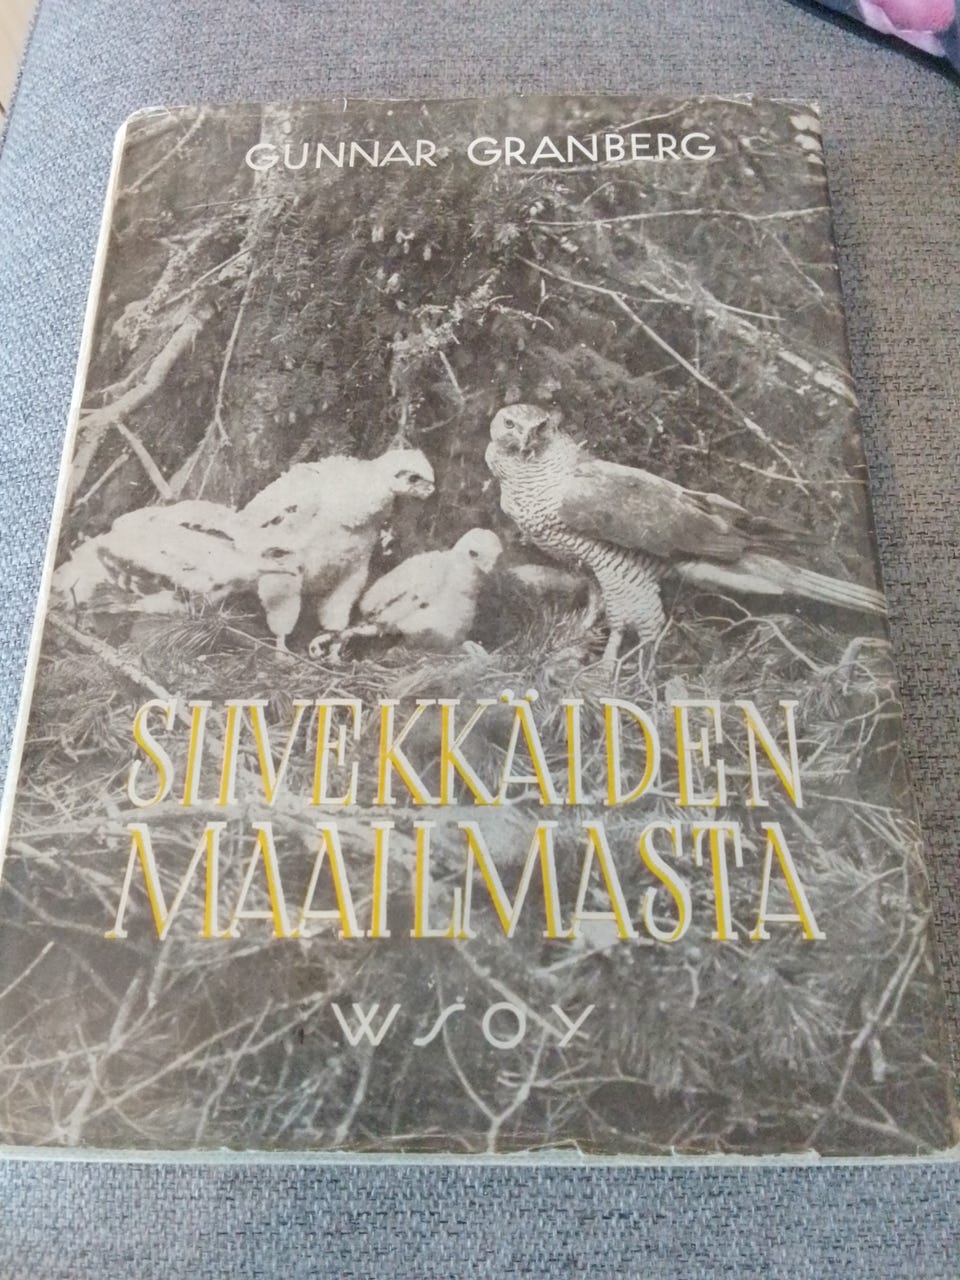 GUNNAR GRANBERG
SIIVEKKÄIDEN
MAAILMASTA
WSOY